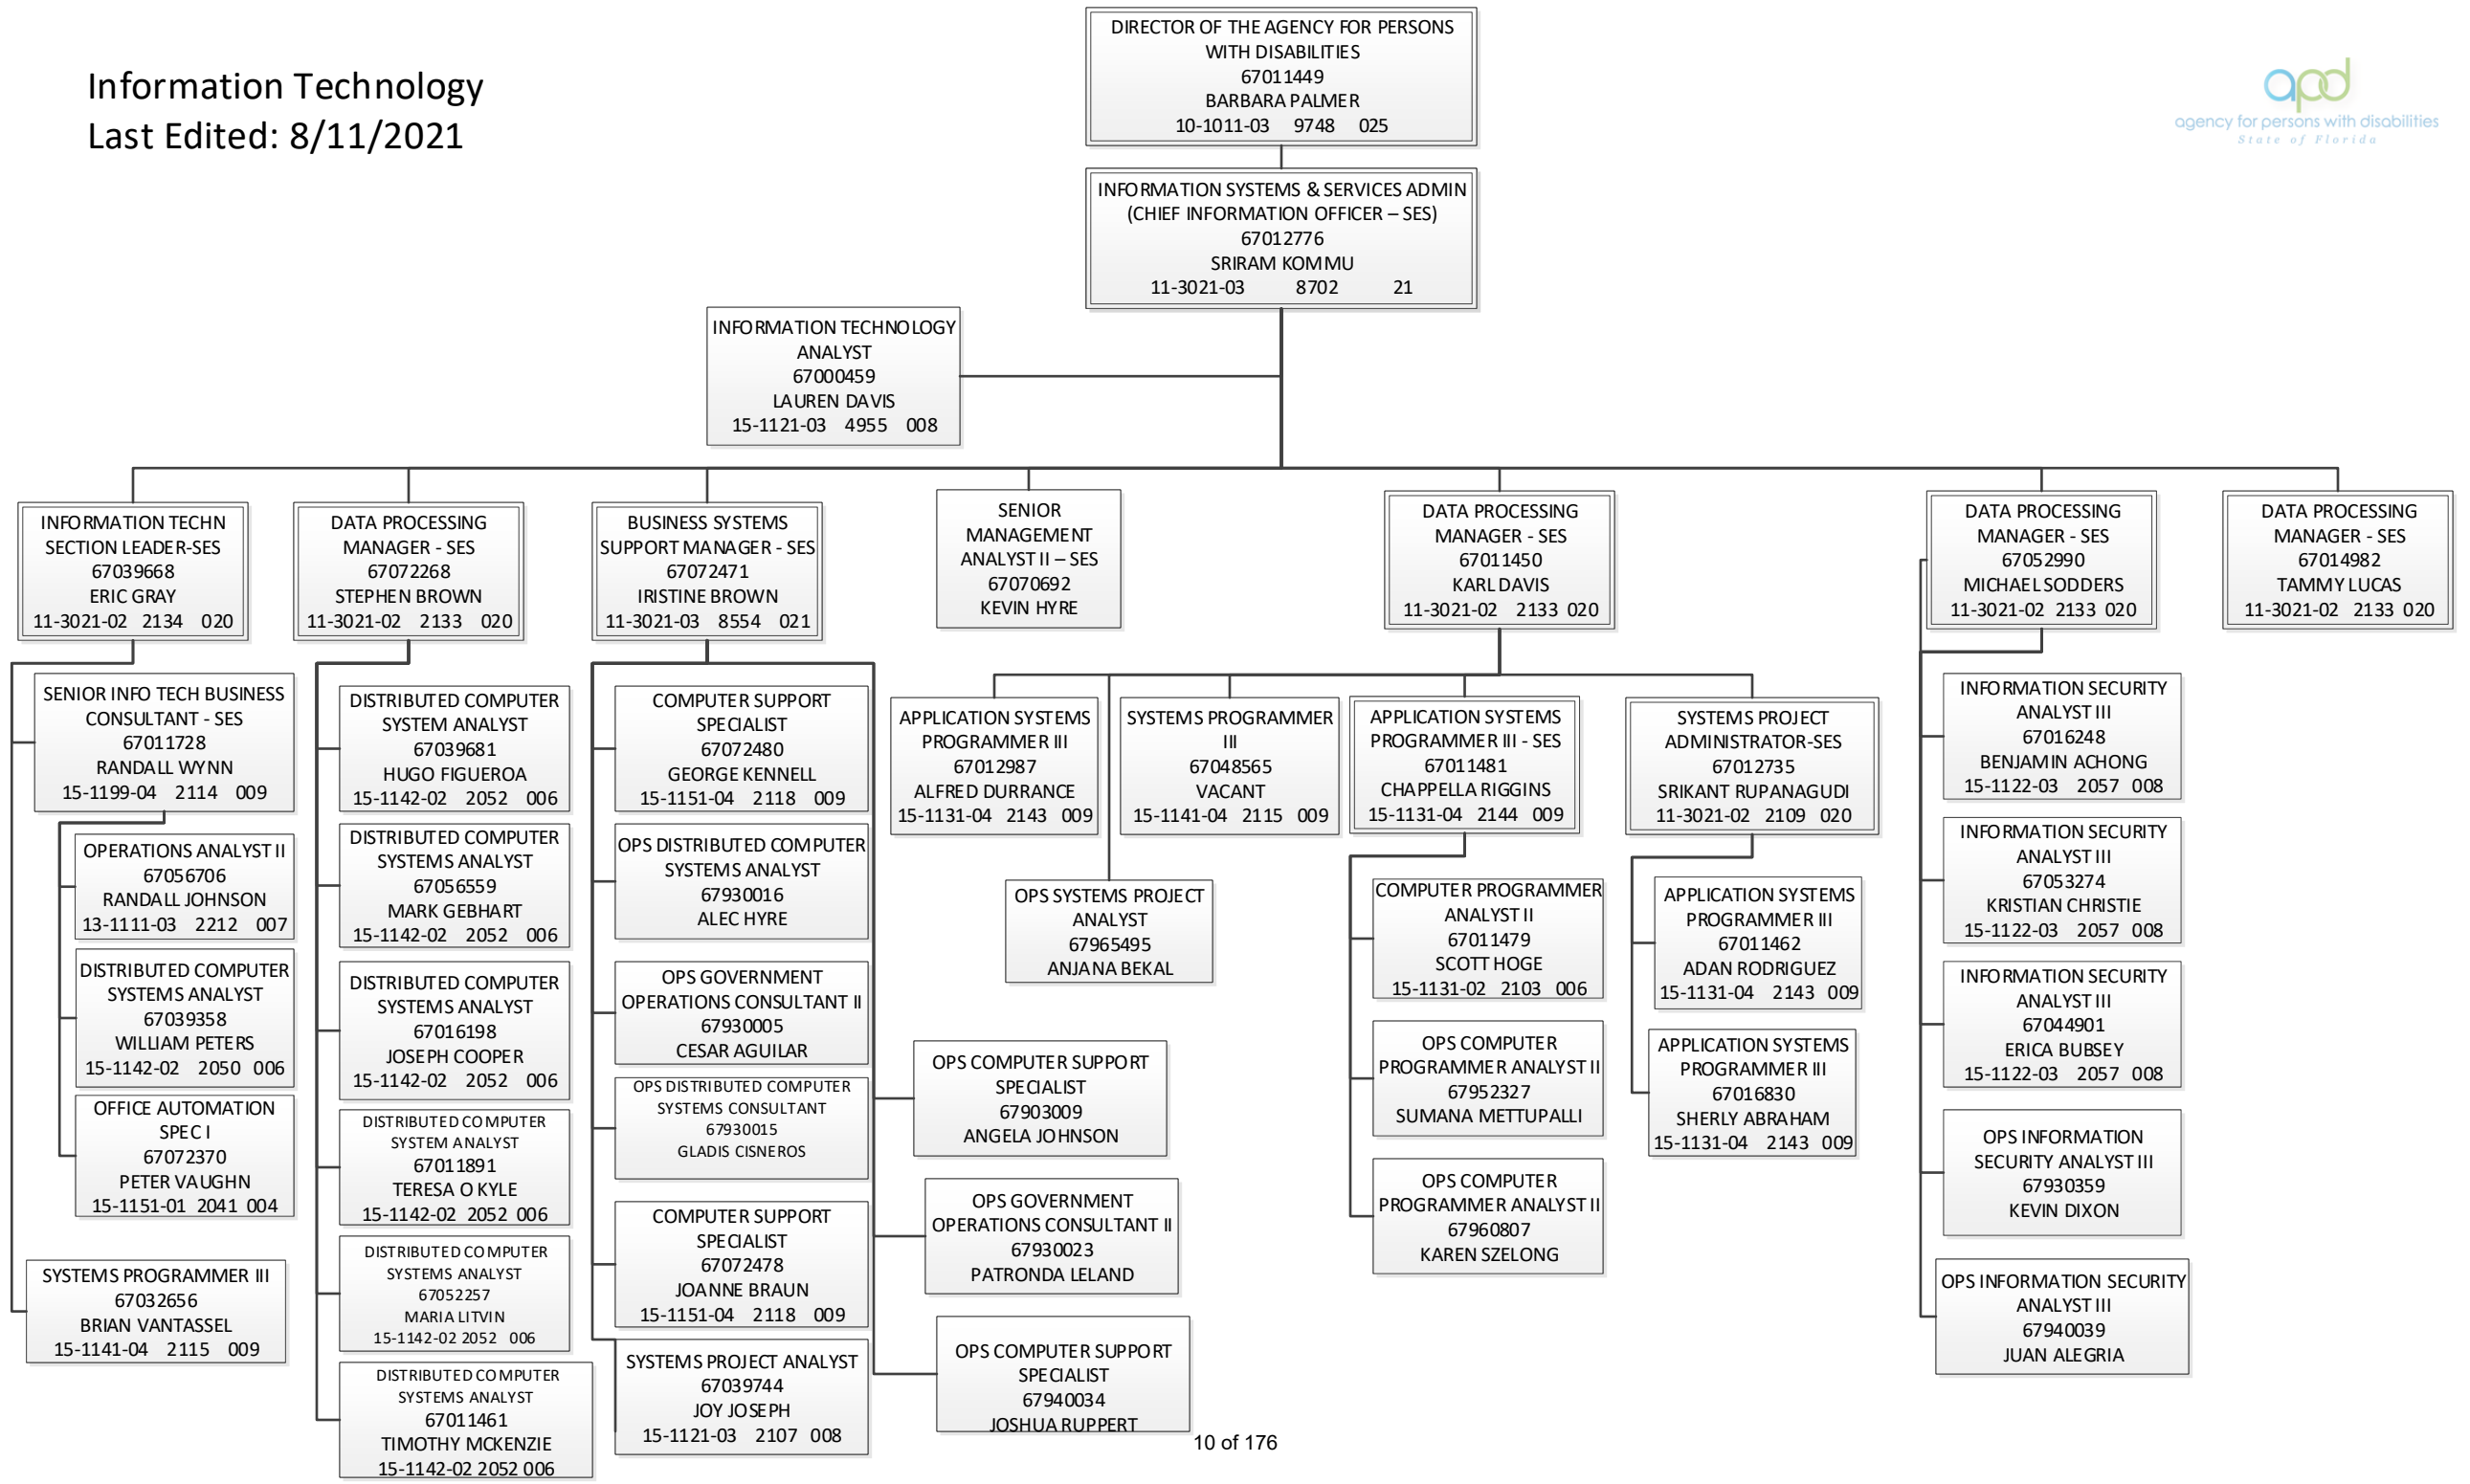 Information Technology
Last Edited: 8/11/2021
apd
agency for persons with disabilities
State of Florida
DIRECTOR OF THE AGENCY FOR PERSONS
WITH DISABILITIES
67011449
BARBARA PALMER
10-1011-03 9748 025
INFORMATION SYSTEMS & SERVICES ADMIN
(CHIEF INFORMATION OFFICER – SES)
67012776
SRIRAM KOMMU
11-3021-03 8702 21
INFORMATION TECHNOLOGY
ANALYST
67000459
LAUREN DAVIS
15-1121-03 4955 008
INFORMATION TECHN
SECTION LEADER-SES
67039668
ERIC GRAY
11-3021-02 2134 020
SENIOR INFO TECH BUSINESS
CONSULTANT - SES
67011728
RANDALL WYNN
15-1199-04 2114 009
OPERATIONS ANALYST II
67056706
RANDALL JOHNSON
13-1111-03 2212 007
DISTRIBUTED COMPUTER
SYSTEMS ANALYST
67039358
WILLIAM PETERS
15-1142-02 2050 006
OFFICE AUTOMATION
SPEC I
67072370
PETER VAUGHN
15-1151-01 2041 004
SYSTEMS PROGRAMMER III
67032656
BRIAN VANTASSEL
15-1141-04 2115 009
DATA PROCESSING
MANAGER - SES
67072268
STEPHEN BROWN
11-3021-02 2133 020
DISTRIBUTED COMPUTER
SYSTEM ANALYST
67039681
HUGO FIGUEROA
15-1142-02 2052 006
DISTRIBUTED COMPUTER
SYSTEMS ANALYST
67056559
MARK GEBHART
15-1142-02 2052 006
DISTRIBUTED COMPUTER
SYSTEMS ANALYST
67016198
JOSEPH COOPER
15-1142-02 2052 006
DISTRIBUTED COMPUTER
SYSTEM ANALYST
67011891
TERESA O KYLE
15-1142-02 2052 006
DISTRIBUTED COMPUTER
SYSTEMS ANALYST
67052257
MARIA LITVIN
15-1142-02 2052 006
DISTRIBUTED COMPUTER
SYSTEMS ANALYST
67011461
TIMOTHY MCKENZIE
15-1142-02 2052 006
BUSINESS SYSTEMS
SUPPORT MANAGER - SES
67072471
IRISTINE BROWN
11-3021-03 8554 021
COMPUTER SUPPORT
SPECIALIST
67072480
GEORGE KENNELL
15-1151-04 2118 009
OPS DISTRIBUTED COMPUTER
SYSTEMS ANALYST
67930016
ALEC HYRE
OPS GOVERNMENT
OPERATIONS CONSULTANT II
67930005
CESAR AGUILAR
OPS DISTRIBUTED COMPUTER
SYSTEMS CONSULTANT
67930015
GLADIS CISNEROS
COMPUTER SUPPORT
SPECIALIST
67072478
JOANNE BRAUN
15-1151-04 2118 009
SYSTEMS PROJECT ANALYST
67039744
JOY JOSEPH
15-1121-03 2107 008
OPS COMPUTER SUPPORT
SPECIALIST
67903009
ANGELA JOHNSON
OPS GOVERNMENT
OPERATIONS CONSULTANT II
67930023
PATRONDA LELAND
OPS COMPUTER SUPPORT
SPECIALIST
67940034
JOSHUA RUPPERT
SENIOR
MANAGEMENT
ANALYST II – SES
67070692
KEVIN HYRE
DATA PROCESSING
MANAGER - SES
67011450
KARL DAVIS
11-3021-02 2133 020
APPLICATION SYSTEMS
PROGRAMMER III
67012987
ALFRED DURRANCE
15-1131-04 2143 009
OPS SYSTEMS PROJECT
ANALYST
67965495
ANJANA BEKAL
SYSTEMS PROGRAMMER
III
67048565
VACANT
15-1141-04 2115 009
APPLICATION SYSTEMS
PROGRAMMER III - SES
67011481
CHAPPELLA RIGGINS
15-1131-04 2144 009
COMPUTER PROGRAMMER
ANALYST II
67011479
SCOTT HOGE
15-1131-02 2103 006
OPS COMPUTER
PROGRAMMER ANALYST II
67952327
SUMANA METTUPALLI
OPS COMPUTER
PROGRAMMER ANALYST II
67960807
KAREN SZELONG
SYSTEMS PROJECT
ADMINISTRATOR-SES
67012735
SRIKANT RUPANAGUDI
11-3021-02 2109 020
APPLICATION SYSTEMS
PROGRAMMER III
67011462
ADAN RODRIGUEZ
15-1131-04 2143 009
APPLICATION SYSTEMS
PROGRAMMER III
67016830
SHERLY ABRAHAM
15-1131-04 2143 009
DATA PROCESSING
MANAGER - SES
67052990
MICHAEL SODDERS
11-3021-02 2133 020
INFORMATION SECURITY
ANALYST III
67016248
BENJAMIN ACHONG
15-1122-03 2057 008
INFORMATION SECURITY
ANALYST III
67053274
KRISTIAN CHRISTIE
15-1122-03 2057 008
INFORMATION SECURITY
ANALYST III
67044901
ERICA BUBSEY
15-1122-03 2057 008
OPS INFORMATION
SECURITY ANALYST III
67930359
KEVIN DIXON
OPS INFORMATION SECURITY
ANALYST III
67940039
JUAN ALEGRIA
DATA PROCESSING
MANAGER - SES
67014982
TAMMY LUCAS
11-3021-02 2133 020
10 of 176